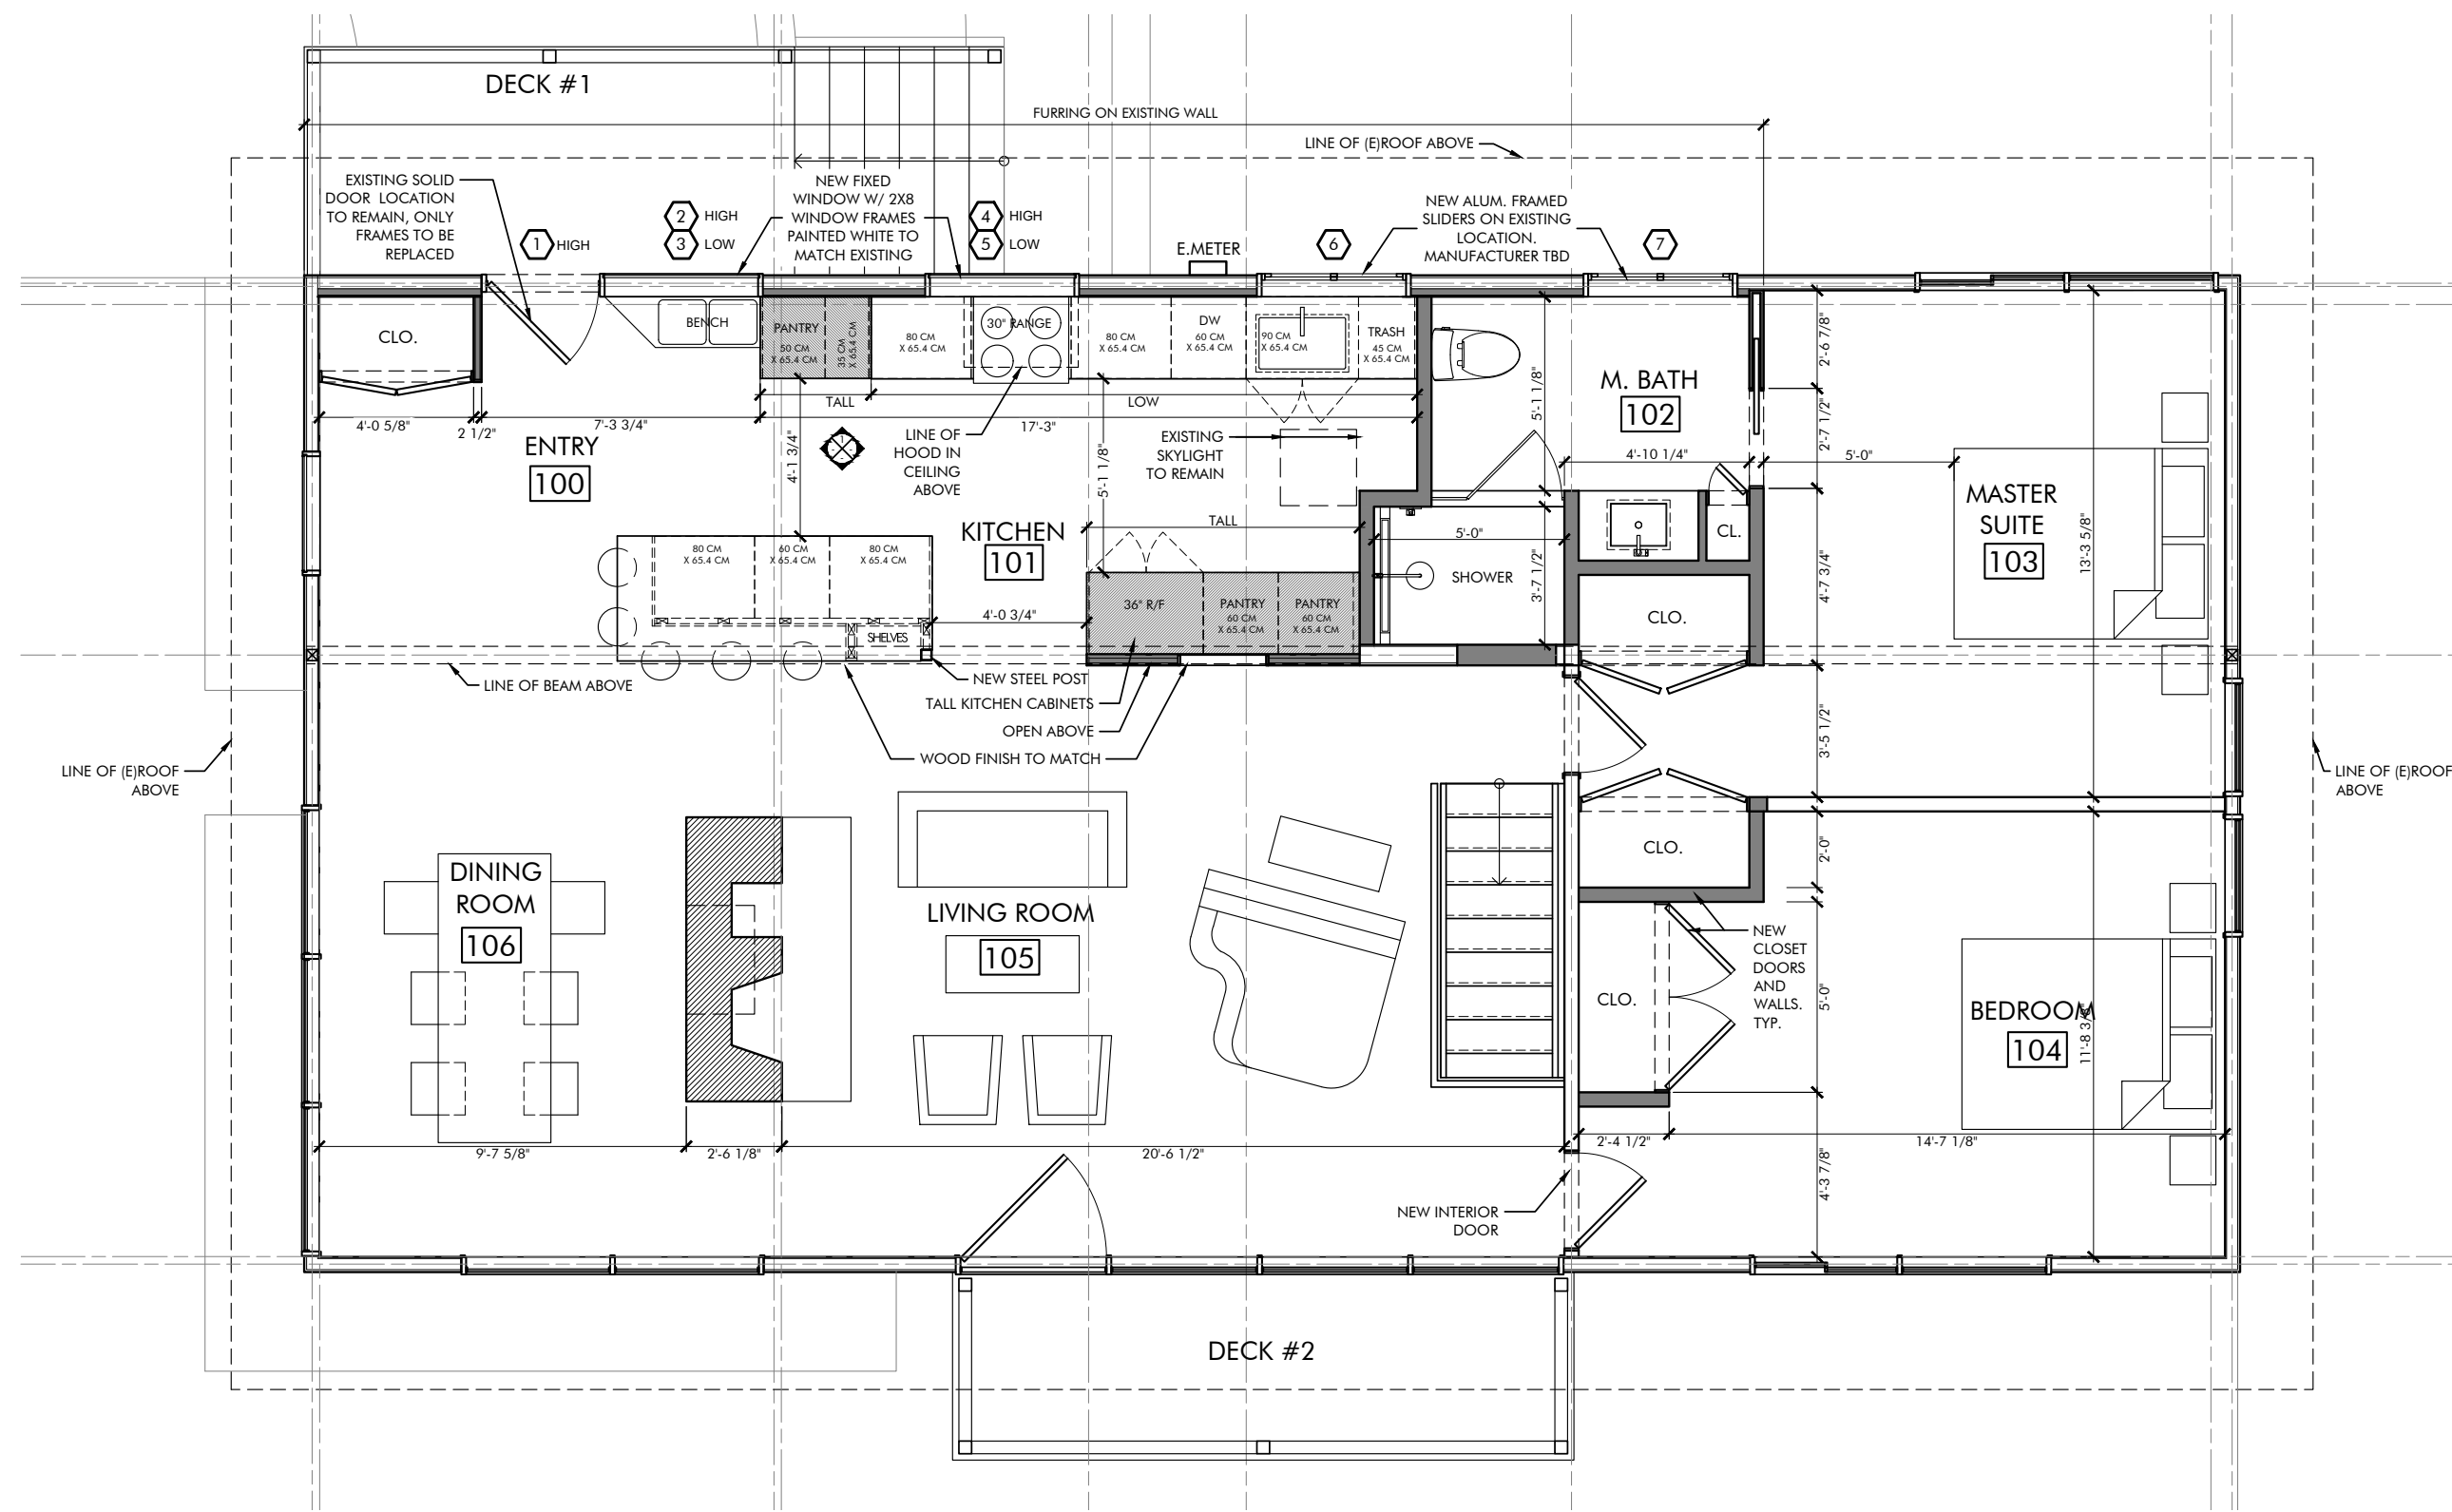 DECK #1
FURRING ON EXISTING WALL
LINE OF (E)ROOF ABOVE
EXISTING SOLID
DOOR LOCATION
TO REMAIN, ONLY
FRAMES TO BE
REPLACED
1 HIGH
2 HIGH
3 LOW
NEW FIXED
WINDOW W/ 2X8
WINDOW FRAMES
PAINTED WHITE TO
MATCH EXISTING
4 HIGH
5 LOW
E.METER
6
NEW ALUM. FRAMED
SLIDERS ON EXISTING
LOCATION.
MANUFACTURER TBD
7
CLO.
BENCH
PANTRY
50 CM
X 65.4 CM
35 CM
X 65.4 CM
80 CM
X 65.4 CM
30" RANGE
80 CM
X 65.4 CM
DW
60 CM
X 65.4 CM
90 CM
X 65.4 CM
TRASH
45 CM
X 65.4 CM
2'-6 7/8"
TALL
LOW
4'-0 5/8"
2 1/2"
7'-3 3/4"
17'-3"
5'-1 1/8"
M. BATH
102
2'-7 1/2"
ENTRY
100
4'-1 3/4"
1
LINE OF
HOOD IN
CEILING
ABOVE
5'-1 1/8"
EXISTING
SKYLIGHT
TO REMAIN
4'-10 1/4"
5'-0"
MASTER
SUITE
103
13'-3 5/8"
KITCHEN
101
TALL
5'-0"
CL.
80 CM
X 65.4 CM
60 CM
X 65.4 CM
80 CM
X 65.4 CM
SHELVES
4'-0 3/4"
36" R/F
PANTRY
60 CM
X 65.4 CM
PANTRY
60 CM
X 65.4 CM
SHOWER
3'-7 1/2"
4'-7 3/4"
CLO.
LINE OF BEAM ABOVE
NEW STEEL POST
TALL KITCHEN CABINETS
OPEN ABOVE
WOOD FINISH TO MATCH
3'-5 1/2"
LINE OF (E)ROOF
ABOVE
LINE OF (E)ROOF
ABOVE
DINING
ROOM
106
LIVING ROOM
105
CLO.
2'-0"
NEW
CLOSET
DOORS
AND
WALLS.
TYP.
CLO.
5'-0"
BEDROOM
104
11'-8 3/8"
9'-7 5/8"
2'-6 1/8"
20'-6 1/2"
2'-4 1/2"
14'-7 1/8"
4'-3 7/8"
NEW INTERIOR
DOOR
DECK #2